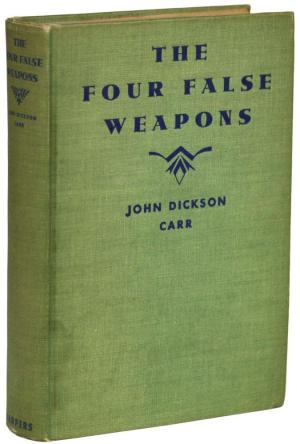 THE
FOUR FALSE
WEAPONS
JOHN DICKSON
CARR
THE
FOUR FALSE
WEAPONS
JOHN DICKSON
CARR
HARPERS